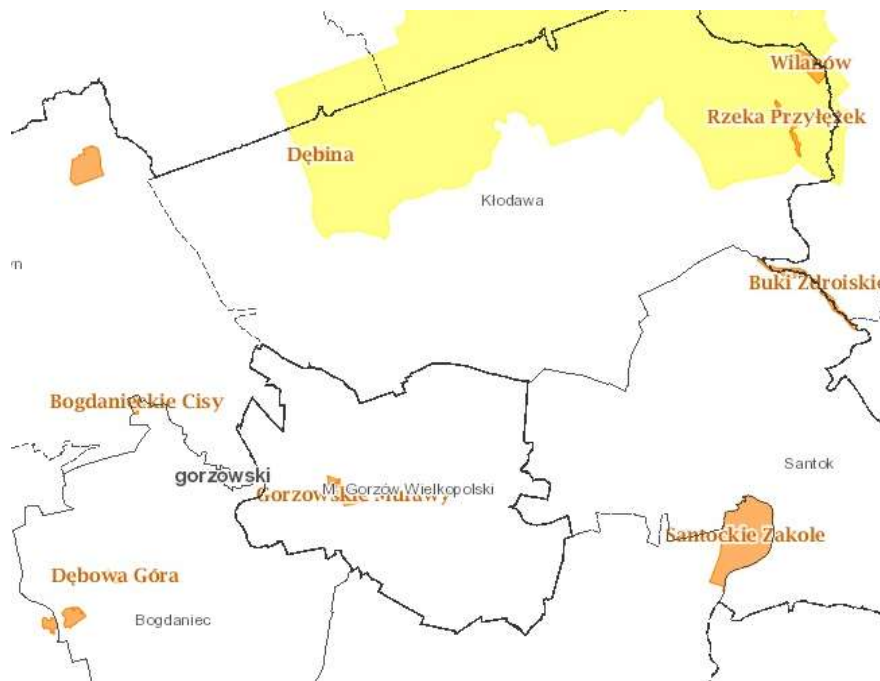 Wilanów
Rzeka Przyłężek
Dębina
Kłodawa
yn
Buki Zdroiskie
Bogdanieckie Cisy
Santok
gorzowski
M. Gorzów Wielkopolski
Gorzowskie Murawy
Santockie Zakole
Dębowa Góra
Bogdaniec